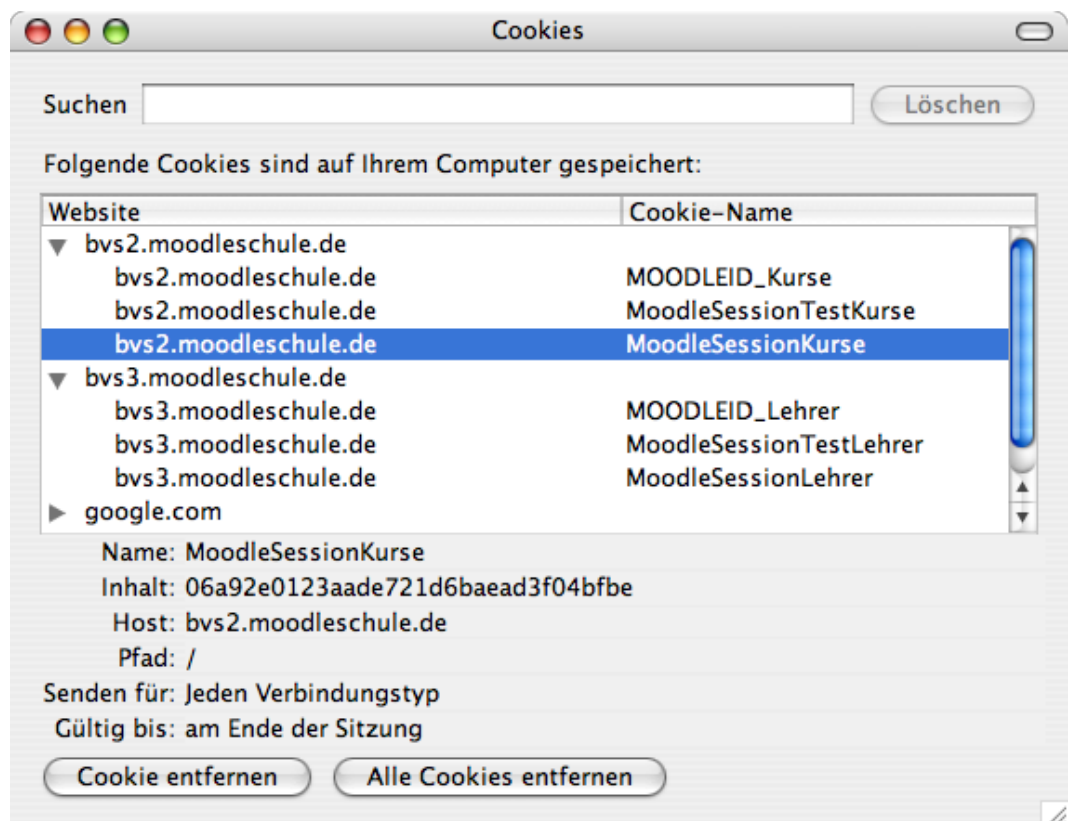 Cookies
Suchen Löschen
Folgende Cookies sind auf Ihrem Computer gespeichert:
Website Cookie-Name
bvs2.moodleschule.de
bvs2.moodleschule.de MOODLEID_Kurse
bvs2.moodleschule.de MoodleSessionTestKurse
bvs2.moodleschule.de MoodleSessionKurse
bvs3.moodleschule.de
bvs3.moodleschule.de MOODLEID_Lehrer
bvs3.moodleschule.de MoodleSessionTestLehrer
bvs3.moodleschule.de MoodleSessionLehrer
google.com
Name: MoodleSessionKurse
Inhalt: 06a92e0123aade721d6baead3f04bfbe
Host: bvs2.moodleschule.de
Pfad: /
Senden für: Jeden Verbindungstyp
Gültig bis: am Ende der Sitzung
Cookie entfernen Alle Cookies entfernen